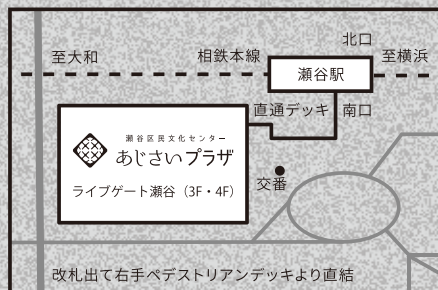 北口
至大和
相鉄本線
至横浜
瀬谷駅
直通デッキ
南口
瀬谷区民文化センター
あじさいプラザ
ライブゲート瀬谷（3F・4F）
交番
改札出て右手ペデストリアンデッキより直結